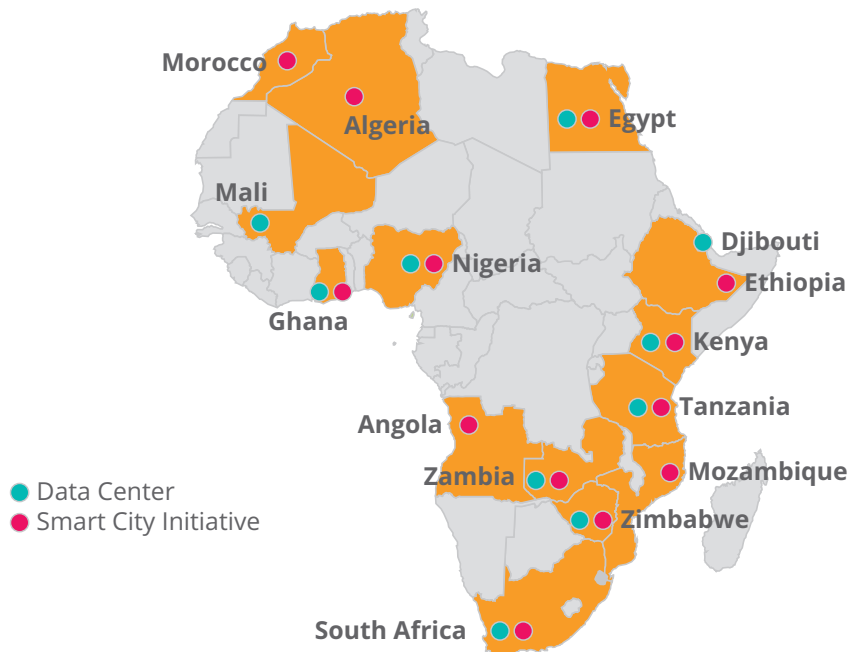 Morocco
Algeria
Egypt
Mali
Djibouti
Nigeria
Ethiopia
Ghana
Kenya
Tanzania
Angola
Zambia
Mozambique
Data Center
Smart City Initiative
Zimbabwe
South Africa